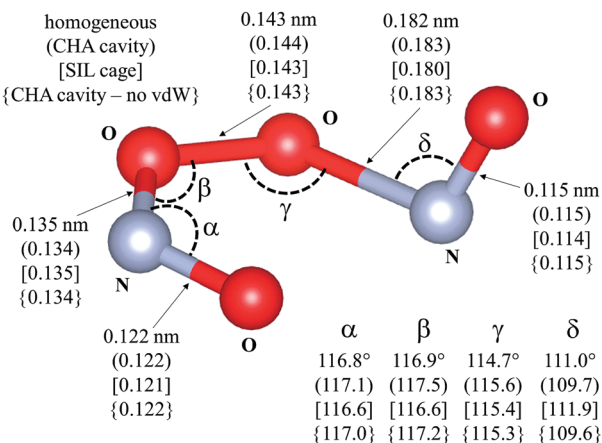 homogeneous
(CHA cavity)
[SIL cage]
{CHA cavity – no vdW}
0.143 nm
(0.144)
[0.143]
{0.143}
0.182 nm
(0.183)
[0.180]
{0.183}
O
O
O
β
γ
δ
α
0.135 nm
(0.134)
[0.135]
{0.134}
N
N
0.115 nm
(0.115)
[0.114]
{0.115}
O
0.122 nm
(0.122)
[0.121]
{0.122}
α β γ δ
116.8° 116.9° 114.7° 111.0°
(117.1) (117.5) (115.6) (109.7)
[116.6] [116.6] [115.4] [111.9]
{117.0} {117.2} {115.3} {109.6}